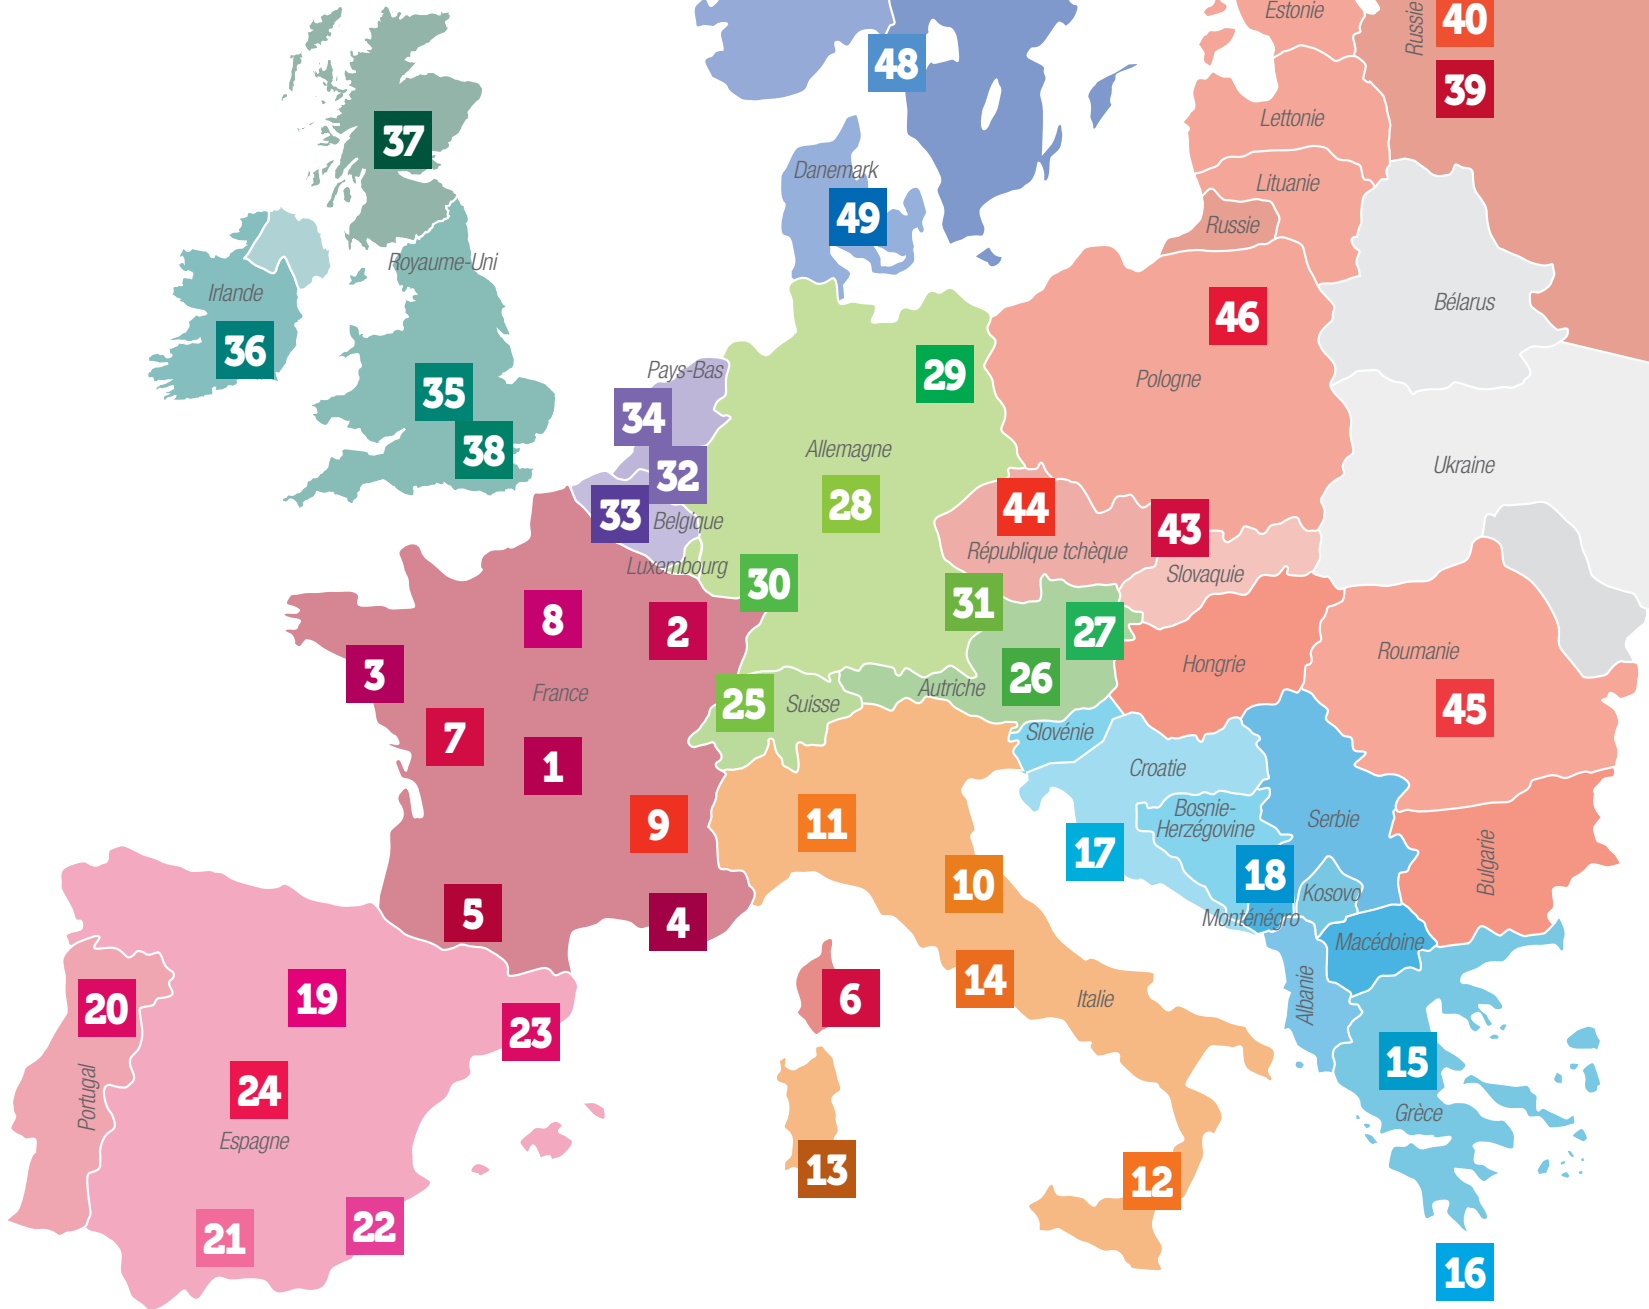 Estonie
Russie
40
48
39
Lettonie
37
Danemark
Lituanie
49
Russie
Royaume-Uni
Irlande
Bélarus
46
36
Pays-Bas
29
Pologne
35
34
38
Allemagne
Ukraine
32
28
33
Belgique
44
43
République tchèque
Luxembourg
30
Slovaquie
31
8
2
27
3
France
Hongrie
Roumanie
26
25
Suisse
Autriche
45
7
Slovénie
1
Croatie
9
11
Bosnie-
Herzégovine
Serbie
17
Bulgarie
10
18
Kosovo
5
4
Monténégro
Macédoine
20
19
6
14
Italie
Albanie
23
24
15
Portugal
Espagne
Grèce
13
12
21
22
16